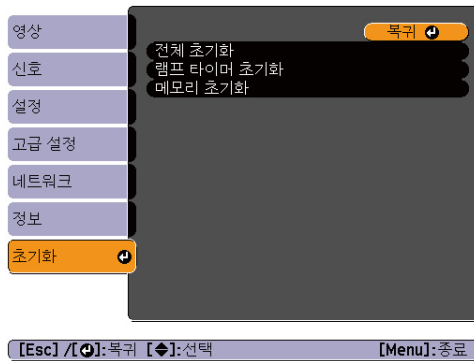 영상
신호
설정
고급 설정
네트워크
정보
초기화
복귀
전체 초기화
램프 타이머 초기화
메모리 초기화
[Esc] /[⏎]:복귀 [◆]:선택 [Menu]:종료